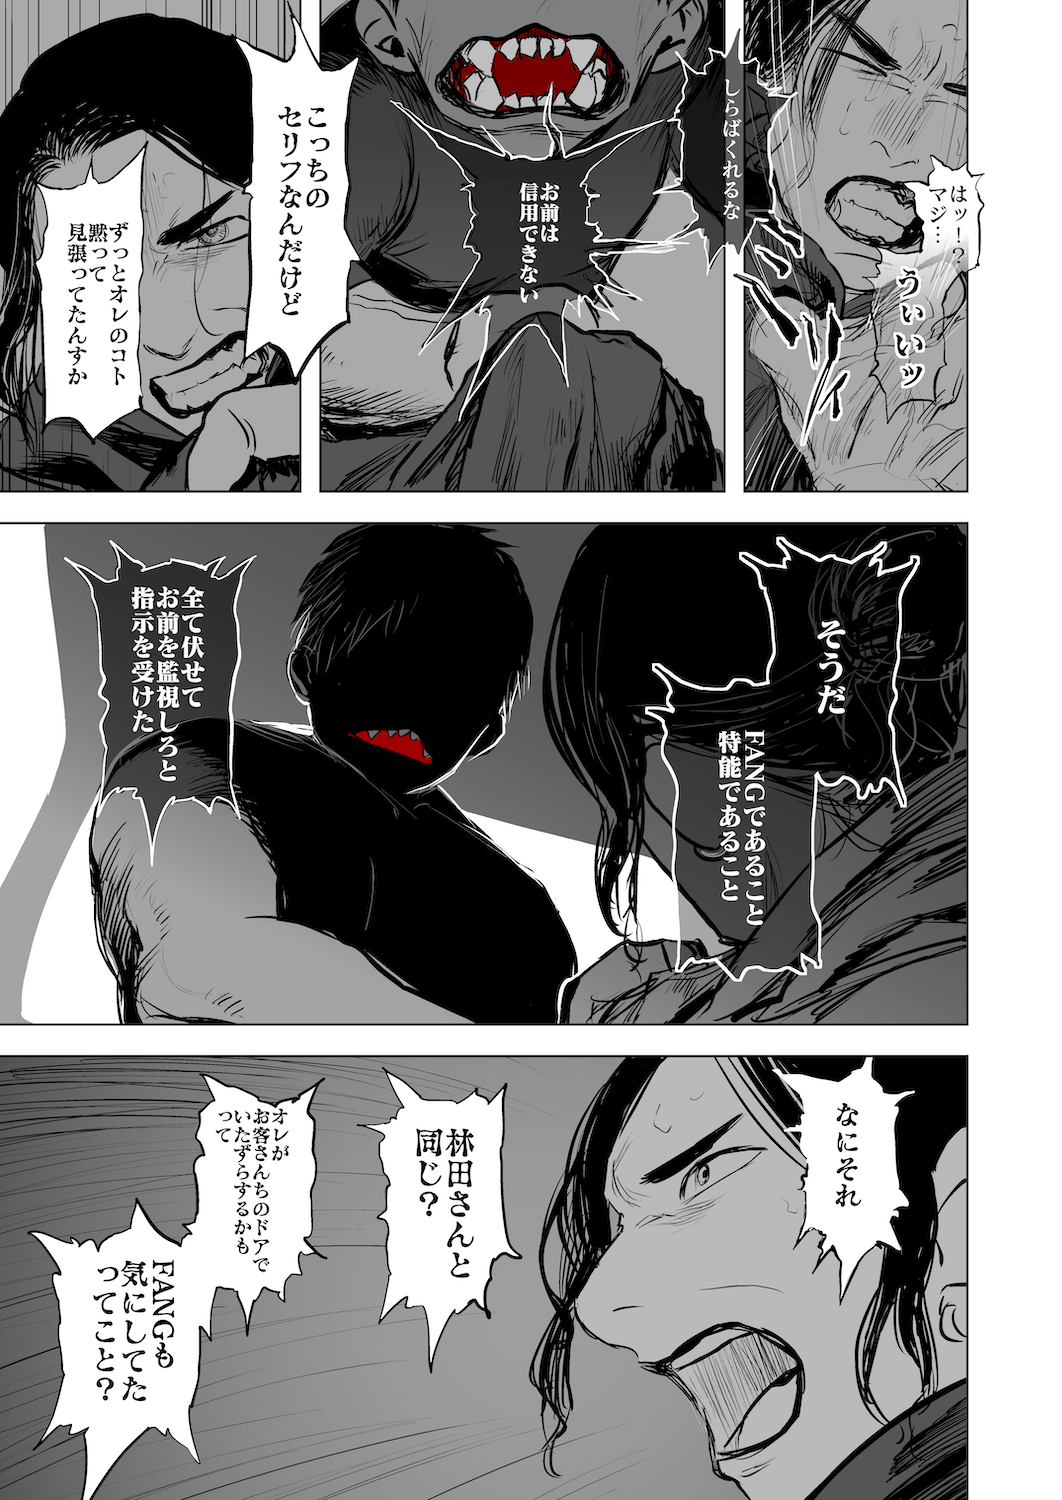 はッ！？
マジ…
うぃいッ
しらばくれるな
お前は
信用できない
こっちの
セリフなんだけど
ずっとオレのコト
黙って
見張ってたんすか
そうだ
FANGであること
特能であること
全て伏せて
お前を監視しろと
指示を受けた
なにそれ
林田さんと
同じ？
オレが
お客さんちのドアで
いたずらするかも
って
FANGも
気にしてた
ってこと？